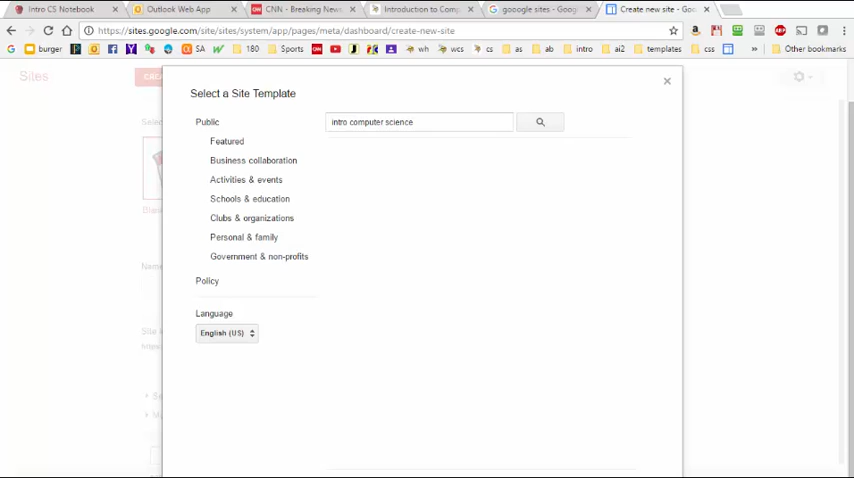 Intro CS Notebook
Outlook Web App
CNN - Breaking News
Introduction to Comp
gooogle sites - Goog
Create new site - Goo
https://sites.google.com/site/sites/system/app/pages/meta/dashboard/create-new-site
burger
SA
180
Sports
wh
wcs
cs
as
ab
intro
ai2
templates
css
Other bookmarks
Sites
Select a Site Template
Public
intro computer science
Featured
Business collaboration
Activities & events
Schools & education
Clubs & organizations
Personal & family
Government & non-profits
Policy
Language
English (US)